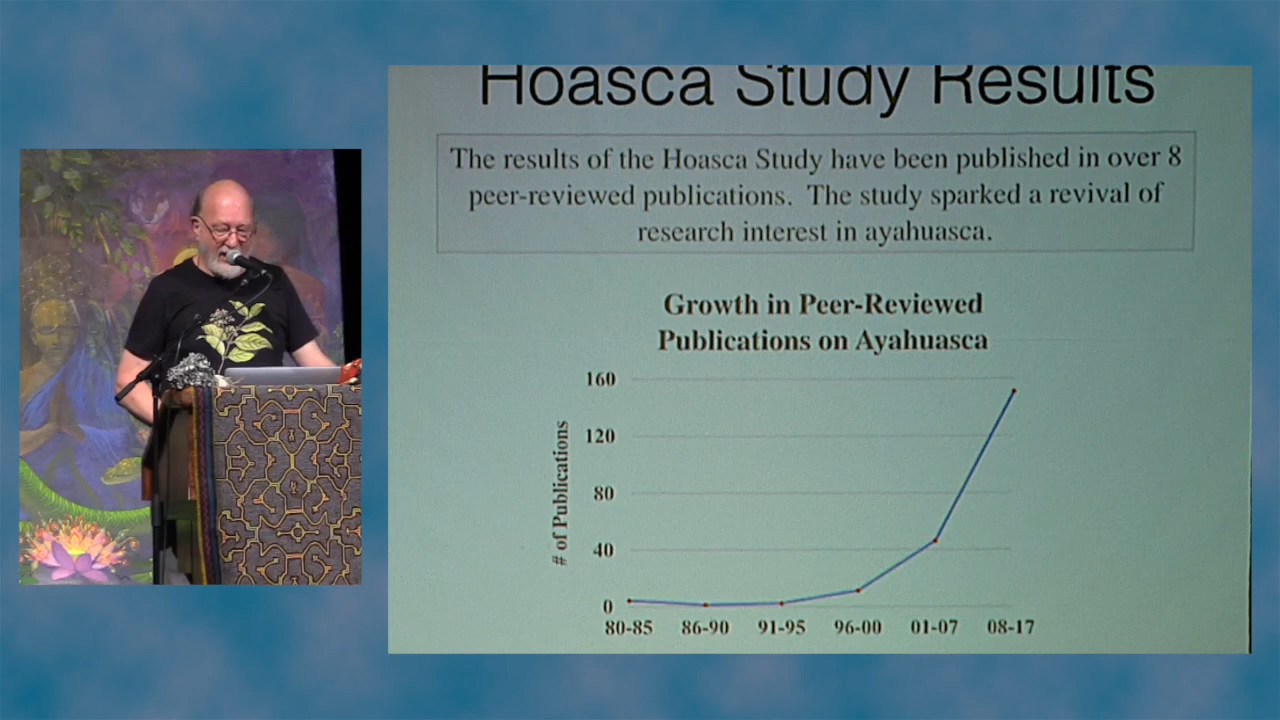 Hoasca Study Results
The results of the Hoasca Study have been published in over 8
peer-reviewed publications. The study sparked a revival of
research interest in ayahuasca.
Growth in Peer-Reviewed
Publications on Ayahuasca
# of Publications
160
120
80
40
0
80-85 86-90 91-95 96-00 01-07 08-17